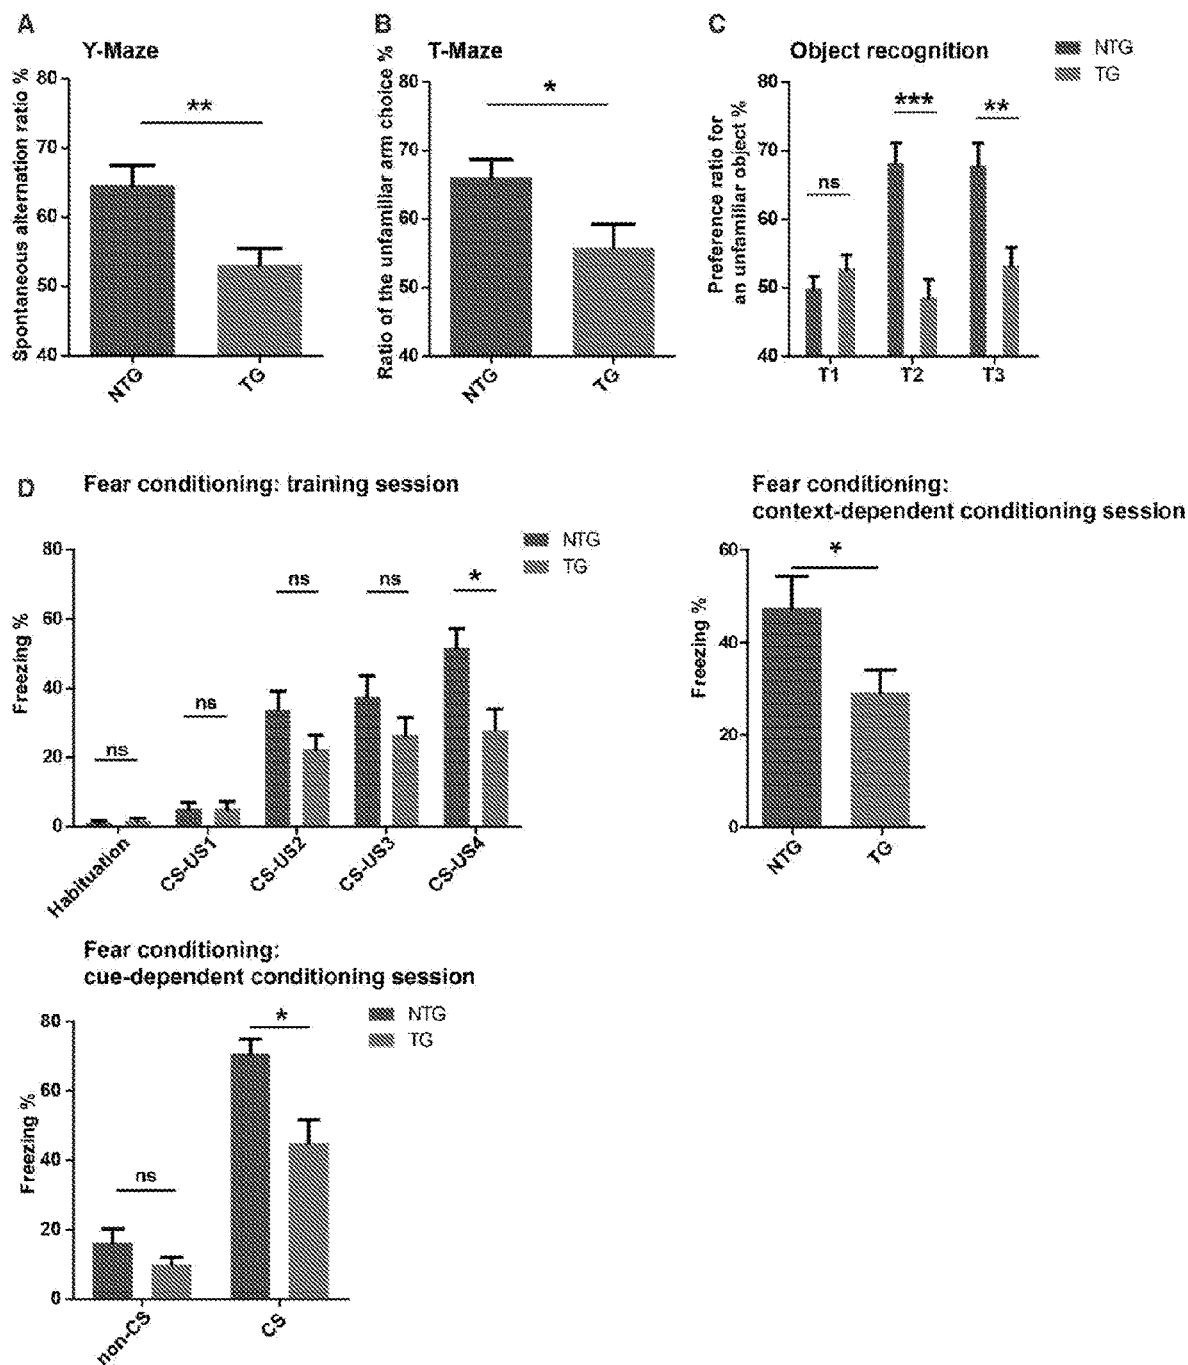 A
Y-Maze
Spontaneous alternation ratio %
80
70
60
50
40
**
NTG
TG
B
T-Maze
Ratio of the unfamiliar arm choice %
80
70
60
50
40
*
NTG
TG
C
Object recognition
NTG
TG
Preference ratio for
an unfamiliar object %
80
70
60
50
40
ns
***
**
T1
T2
T3
D
Fear conditioning: training session
NTG
TG
Freezing %
80
60
40
20
0
ns
ns
ns
ns
*
Habituation
CS-US1
CS-US2
CS-US3
CS-US4
Fear conditioning:
context-dependent conditioning session
Freezing %
60
40
20
0
*
NTG
TG
Fear conditioning:
cue-dependent conditioning session
NTG
TG
Freezing %
80
60
40
20
0
ns
*
non-CS
CS